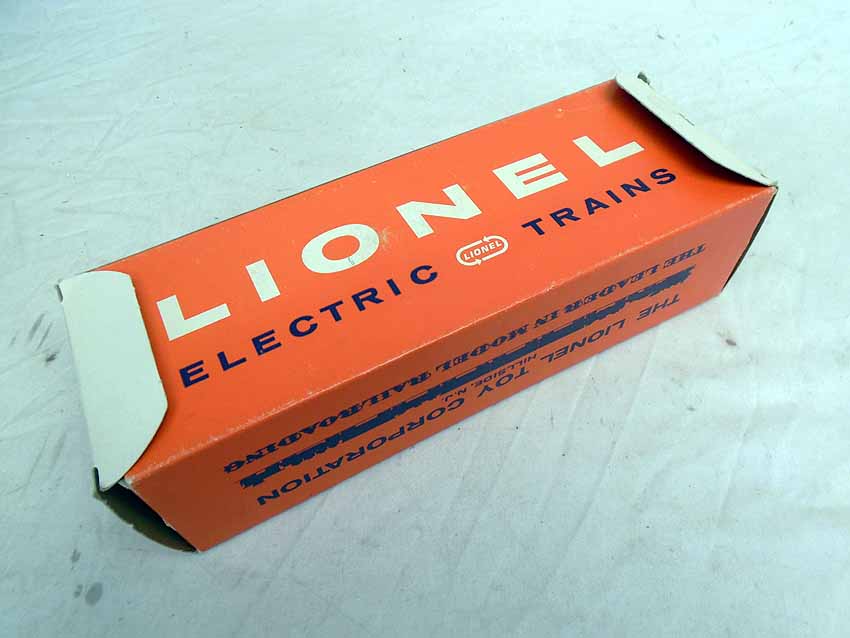 LIONEL
ELECTRIC LIONEL TRAINS
THE LIONEL TOY CORPORATION
HILLSIDE, N.J.
THE LEADER IN MODEL RAILROADING